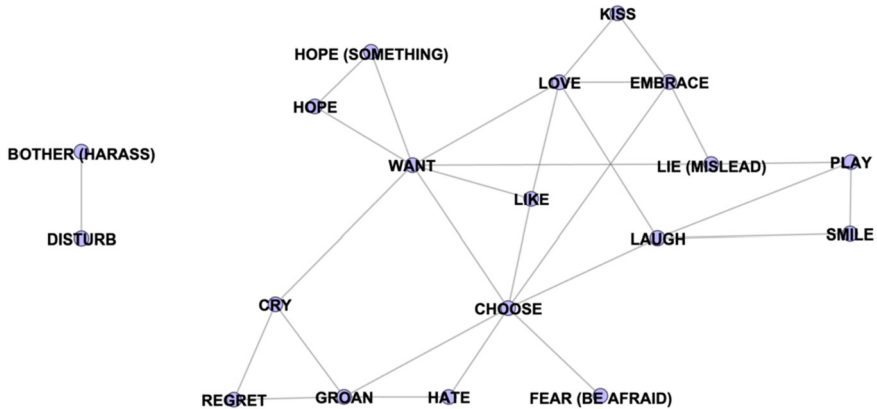 KISS
HOPE (SOMETHING)
LOVE
EMBRACE
HOPE
BOTHER (HARASS)
WANT
LIE (MISLEAD)
PLAY
LIKE
DISTURB
LAUGH
SMILE
CRY
CHOOSE
REGRET
GROAN
HATE
FEAR (BE AFRAID)